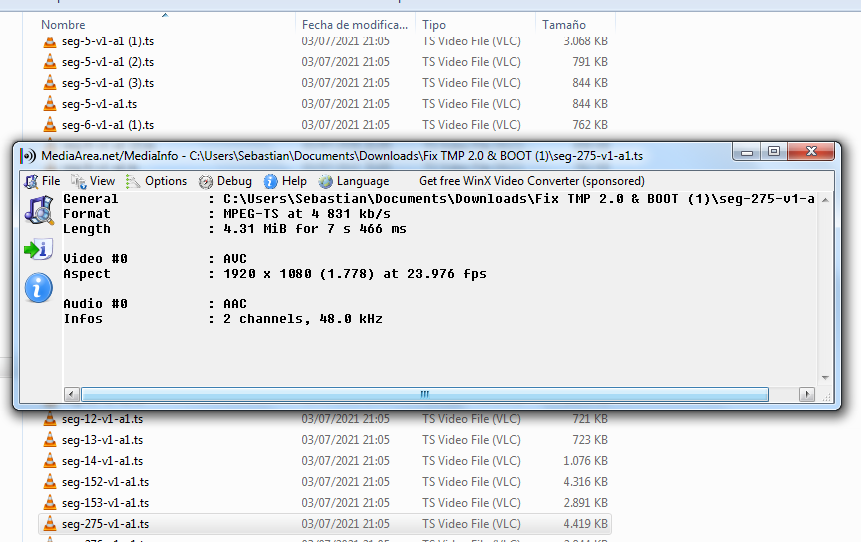 Nombre Fecha de modifica... Tipo Tamaño
seg-5-v1-a1 (1).ts 03/07/2021 21:05 TS Video File (VLC) 3.068 KB
seg-5-v1-a1 (2).ts 03/07/2021 21:05 TS Video File (VLC) 791 KB
seg-5-v1-a1 (3).ts 03/07/2021 21:05 TS Video File (VLC) 844 KB
seg-5-v1-a1.ts 03/07/2021 21:05 TS Video File (VLC) 844 KB
seg-6-v1-a1 (1).ts 03/07/2021 21:05 TS Video File (VLC) 762 KB
MediaArea.net/MediaInfo - C:\Users\Sebastian\Documents\Downloads\Fix TMP 2.0 & BOOT (1)\seg-275-v1-a1.ts
File View Options Debug Help Language Get free WinX Video Converter (sponsored)
General : C:\Users\Sebastian\Documents\Downloads\Fix TMP 2.0 & BOOT (1)\seg-275-v1-a
Format : MPEG-TS at 4 831 kb/s
Length : 4.31 MiB for 7 s 466 ms
Video #0 : AVC
Aspect : 1920 x 1080 (1.778) at 23.976 fps
Audio #0 : AAC
Infos : 2 channels, 48.0 kHz
seg-12-v1-a1.ts 03/07/2021 21:05 TS Video File (VLC) 721 KB
seg-13-v1-a1.ts 03/07/2021 21:05 TS Video File (VLC) 723 KB
seg-14-v1-a1.ts 03/07/2021 21:05 TS Video File (VLC) 1.076 KB
seg-152-v1-a1.ts 03/07/2021 21:05 TS Video File (VLC) 4.316 KB
seg-153-v1-a1.ts 03/07/2021 21:05 TS Video File (VLC) 2.891 KB
seg-275-v1-a1.ts 03/07/2021 21:05 TS Video File (VLC) 4.419 KB